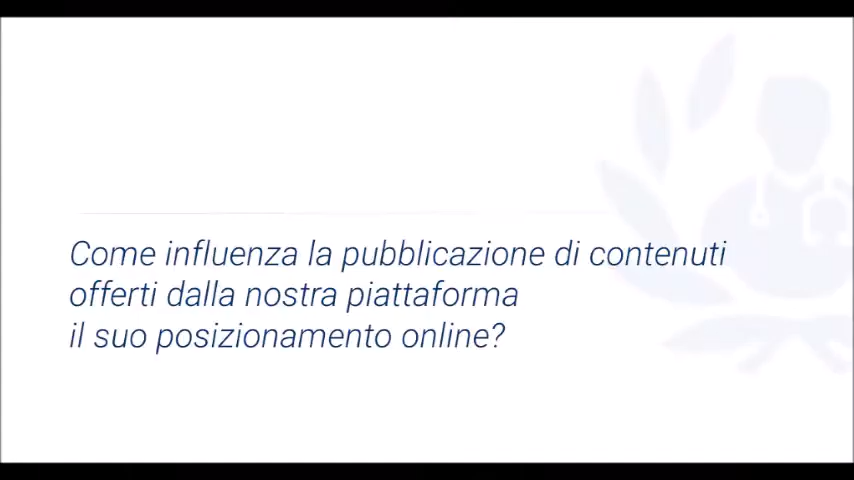 Come influenza la pubblicazione di contenuti
offerti dalla nostra piattaforma
il suo posizionamento online?